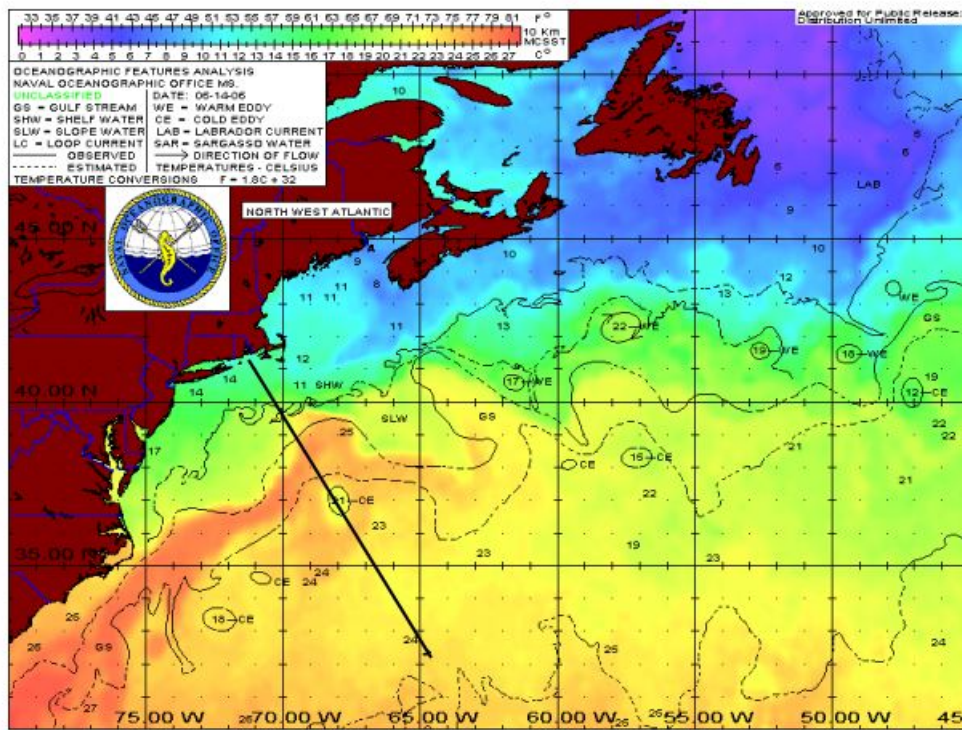 33 35 37 39 41 43 45 47 49 51 53 55 57 59 61 63 65 67 69 71 73 75 77 79 81 F°
10 Km
MCSST
0 1 2 3 4 5 6 7 8 9 10 11 12 13 14 15 16 17 18 19 20 21 22 23 24 25 26 27 C°
Approved for Public Release:
Distribution Unlimited
OCEANOGRAPHIC FEATURES ANALYSIS
NAVAL OCEANOGRAPHIC OFFICE MS.
UNCLASSIFIED DATE: 06-14-06
GS = GULF STREAM WE = WARM EDDY
SHW = SHELF WATER CE = COLD EDDY
SLW = SLOPE WATER LAB = LABRADOR CURRENT
LC = LOOP CURRENT SAR = SARGASSO WATER
OBSERVED DIRECTION OF FLOW
ESTIMATED TEMPERATURES - CELSIUS
TEMPERATURE CONVERSIONS F = 1.8C + 32
NORTH WEST ATLANTIC
10
6
6
LAB
9
45.00 N
9
10
10
8
12
11
11
11
13
WE
11
13
22 WE
GS
12
19 WE
18 WE
14
11 SHW
17 WE
19
40.00 N
14
12 CE
SLW
GS
22
25
21
22
17
CE
15 CE
21
22
21 CE
23
19
23
23
35.00 N
24
CE
24
18 CE
25
24
24
26
GS
25
25
27
26
26
25
75.00 W 70.00 W 65.00 W 60.00 W 55.00 W 50.00 W 45